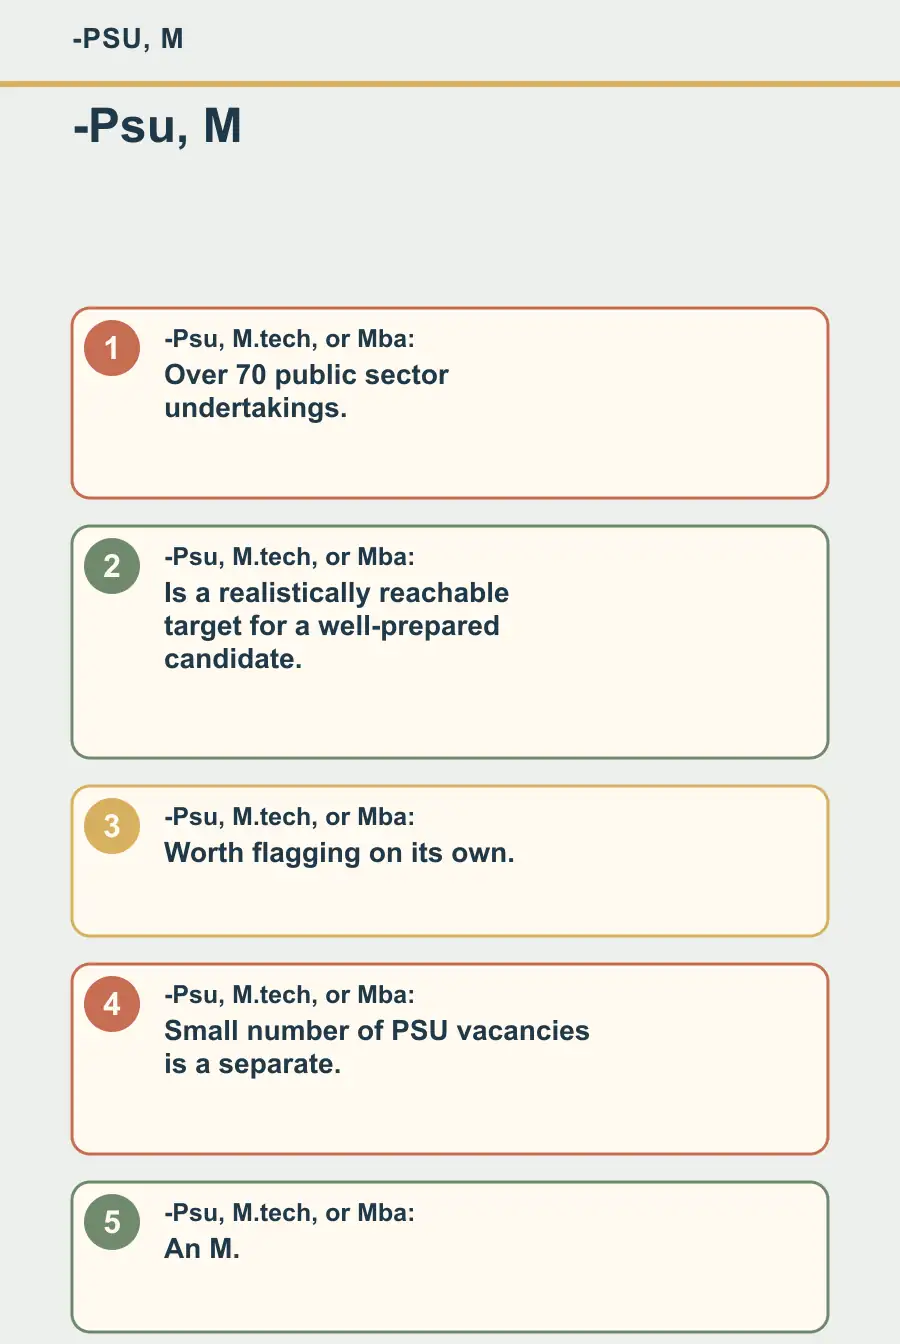 -PSU, M
-Psu, M
1
-Psu, M.tech, or Mba:
Over 70 public sector
undertakings.
2
-Psu, M.tech, or Mba:
Is a realistically reachable
target for a well-prepared
candidate.
3
-Psu, M.tech, or Mba:
Worth flagging on its own.
4
-Psu, M.tech, or Mba:
Small number of PSU vacancies
is a separate.
5
-Psu, M.tech, or Mba:
An M.